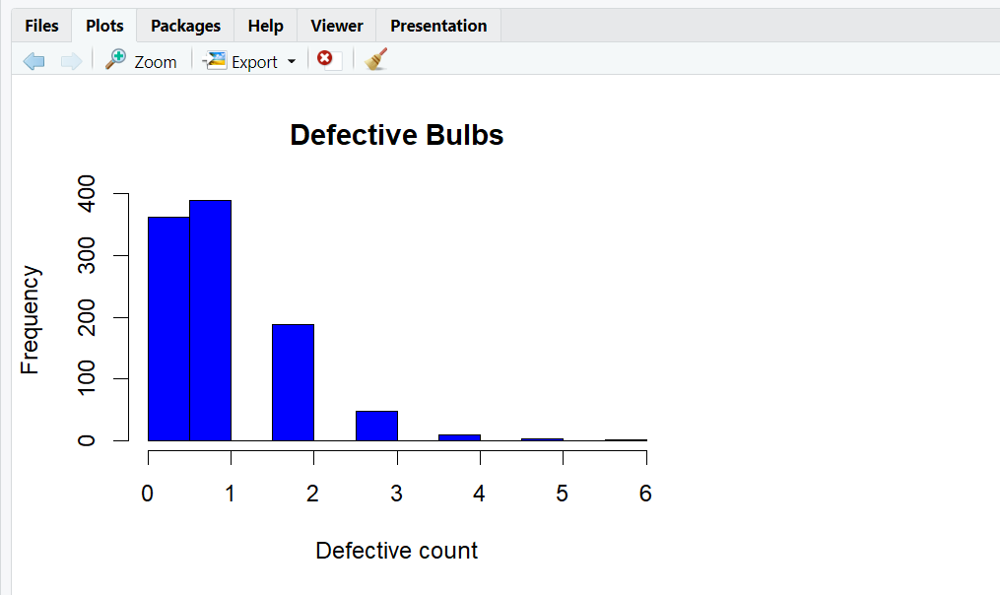 Files Plots Packages Help Viewer Presentation
Zoom Export
Defective Bulbs
Frequency
400
300
200
100
0
0 1 2 3 4 5 6
Defective count